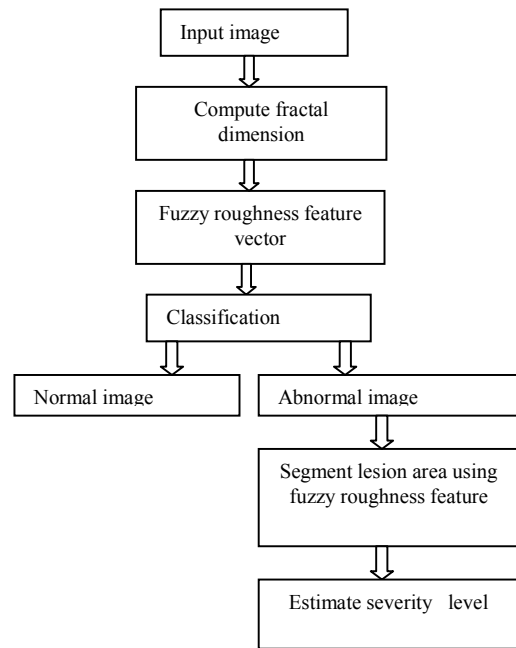 Input image
Compute fractal
dimension
Fuzzy roughness feature
vector
Classification
Normal image
Abnormal image
Segment lesion area using
fuzzy roughness feature
Estimate severity level